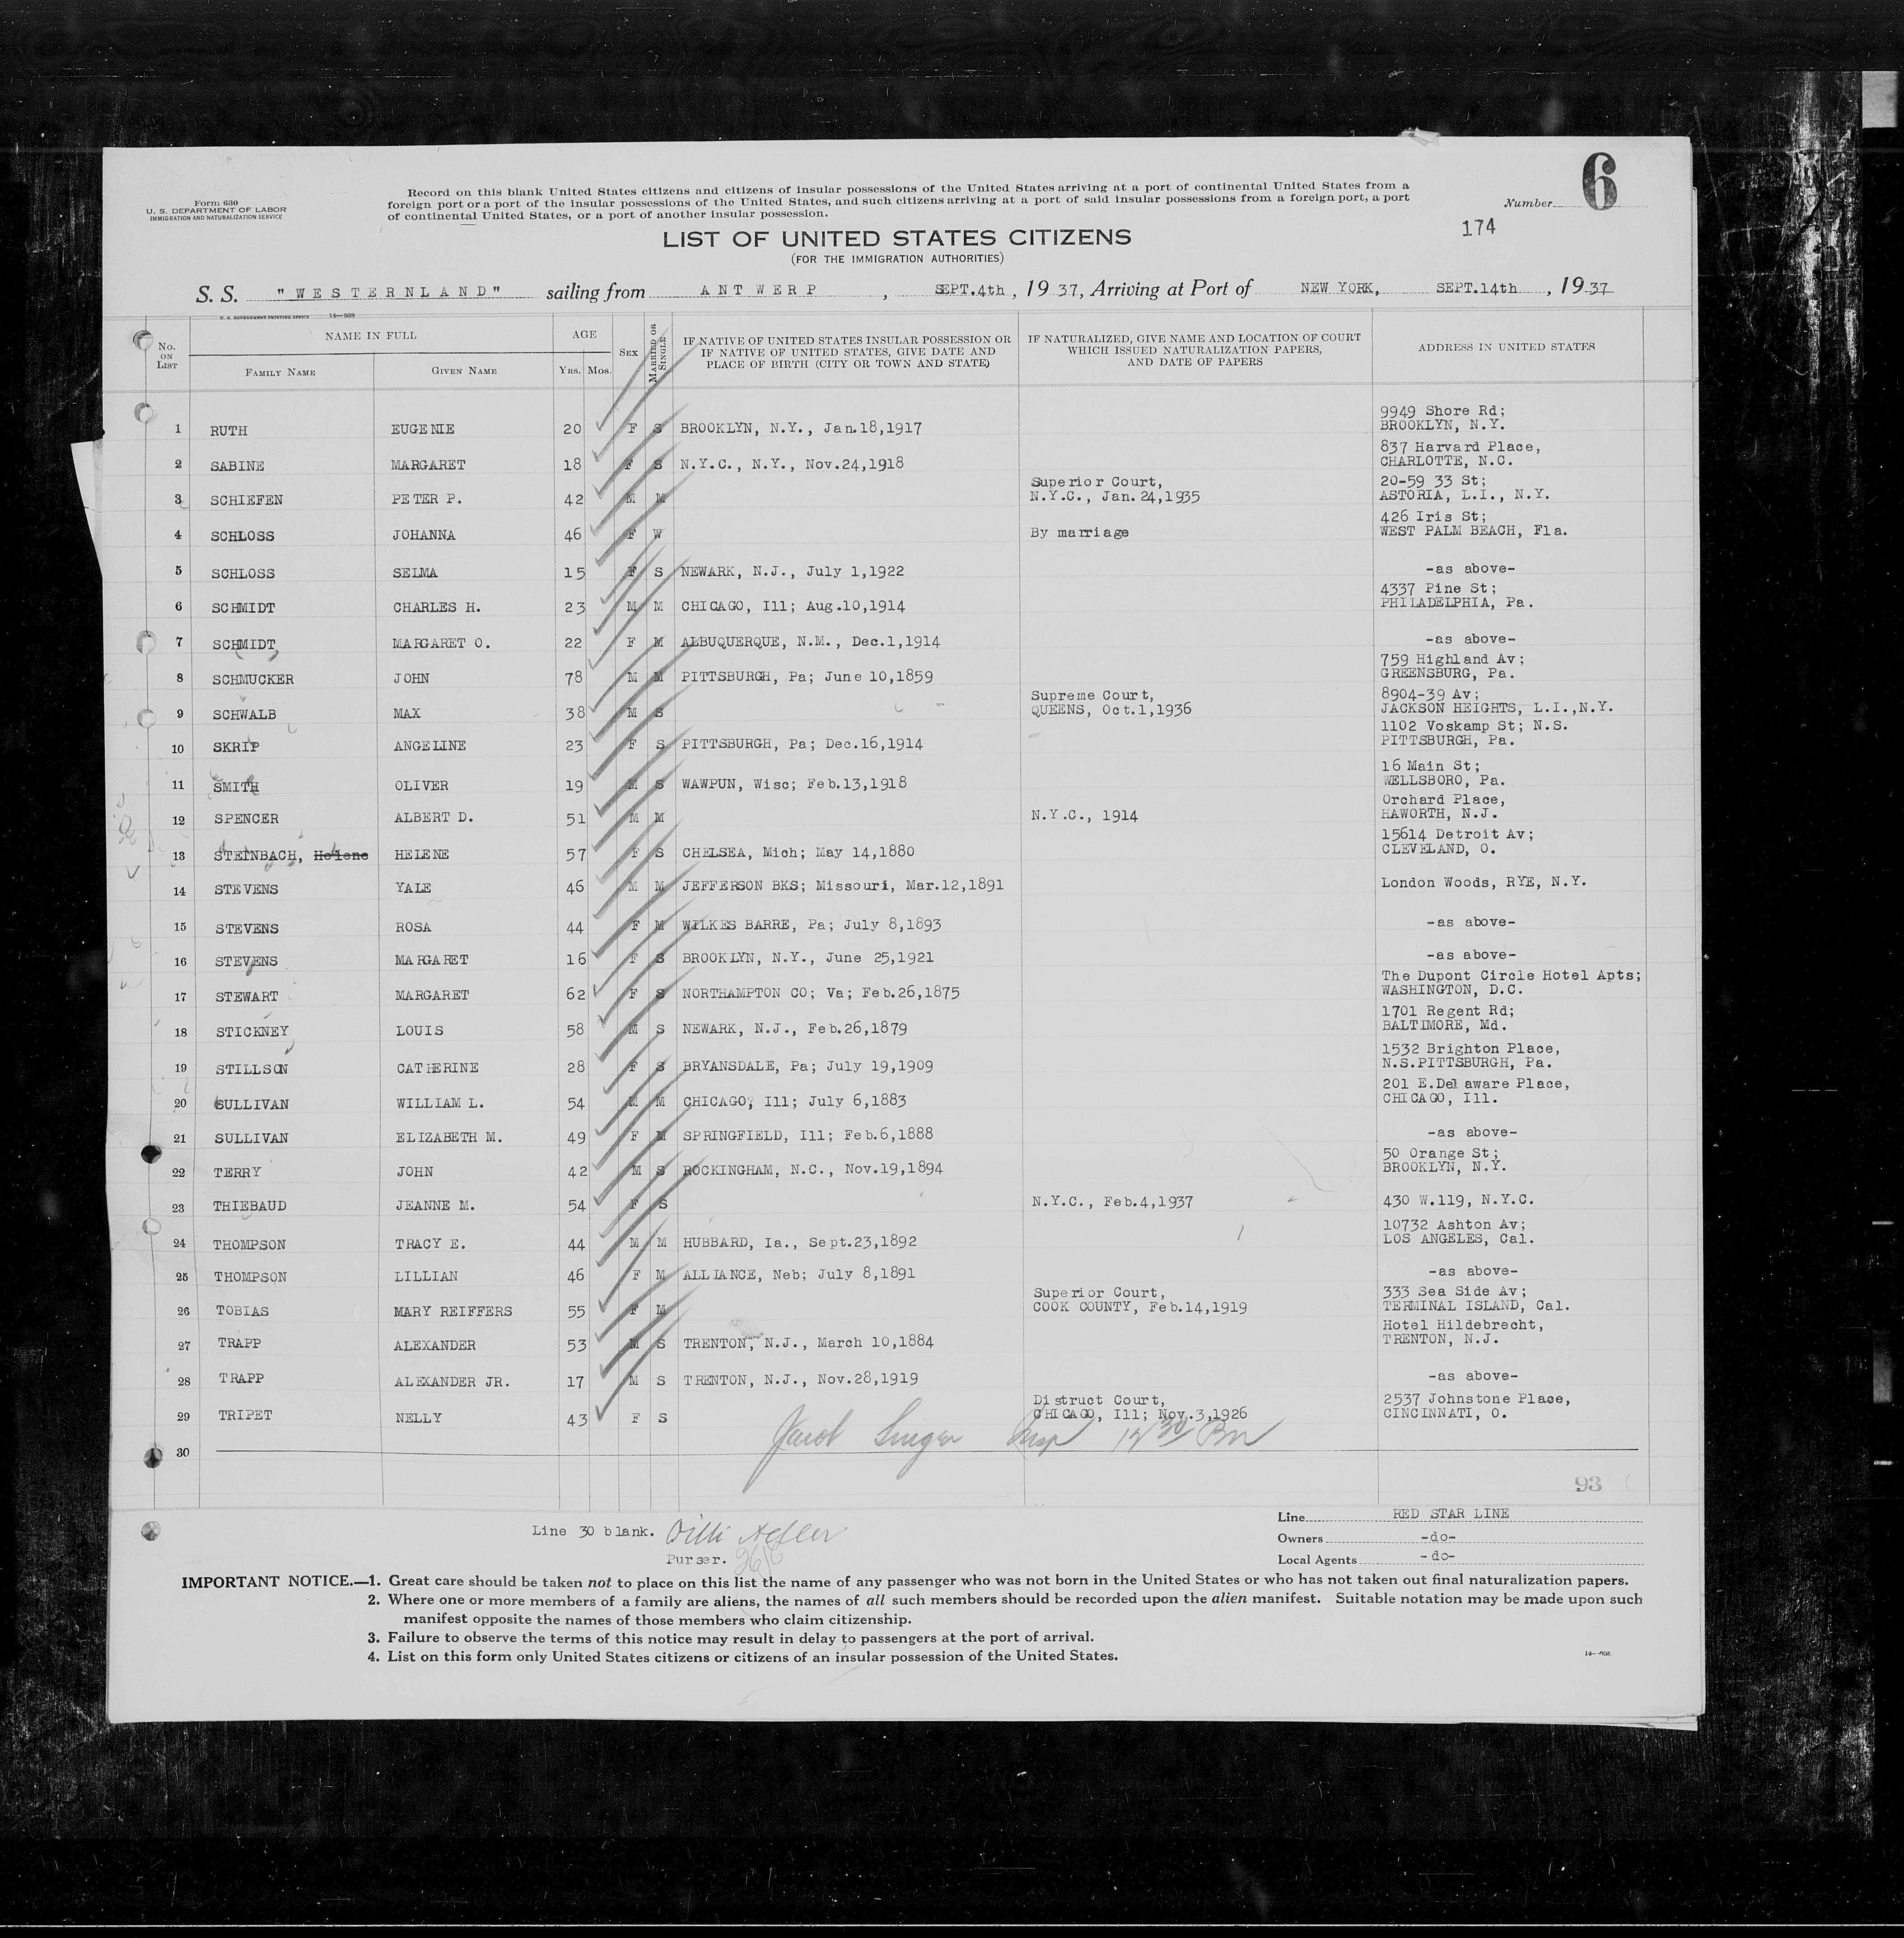 Form 630
U. S. DEPARTMENT OF LABOR
IMMIGRATION AND NATURALIZATION SERVICE
Record on this blank United States citizens and citizens of insular possessions of the United States arriving at a port of continental United States from a
foreign port or a port of the insular possessions of the United States, and such citizens arriving at a port of said insular possessions from a foreign port, a port
of continental United States, or a port of another insular possession.
Number 6
174
LIST OF UNITED STATES CITIZENS
(FOR THE IMMIGRATION AUTHORITIES)
S. S. "WESTERNLAND" sailing from ANTWERP, SEPT.4th, 1937, Arriving at Port of NEW YORK, SEPT.14th, 1937
U. S. GOVERNMENT PRINTING OFFICE 14—608
No. ON LIST
NAME IN FULL
FAMILY NAME
GIVEN NAME
AGE
YRS. MOS.
SEX
MARRIED OR SINGLE
IF NATIVE OF UNITED STATES INSULAR POSSESSION OR
IF NATIVE OF UNITED STATES, GIVE DATE AND
PLACE OF BIRTH (CITY OR TOWN AND STATE)
IF NATURALIZED, GIVE NAME AND LOCATION OF COURT
WHICH ISSUED NATURALIZATION PAPERS,
AND DATE OF PAPERS
ADDRESS IN UNITED STATES
9949 Shore Rd;
1 RUTH EUGENIE 20 F S BROOKLYN, N.Y., Jan.18,1917 BROOKLYN, N.Y.
837 Harvard Place,
2 SABINE MARGARET 18 F S N.Y.C., N.Y., Nov.24,1918 CHARLOTTE, N.C.
Superior Court, 20-59 33 St;
3 SCHIEFEN PETER P. 42 M M N.Y.C., Jan.24,1935 ASTORIA, L.I., N.Y.
426 Iris St;
4 SCHLOSS JOHANNA 46 F W By marriage WEST PALM BEACH, Fla.
5 SCHLOSS SELMA 15 F S NEWARK, N.J., July 1,1922 -as above-
4337 Pine St;
6 SCHMIDT CHARLES H. 23 M M CHICAGO, Ill; Aug.10,1914 PHILADELPHIA, Pa.
7 SCHMIDT MARGARET O. 22 F M ALBUQUERQUE, N.M., Dec.1,1914 -as above-
759 Highland Av;
8 SCHMUCKER JOHN 78 M M PITTSBURGH, Pa; June 10,1859 GREENSBURG, Pa.
Supreme Court, 8904-39 Av;
9 SCHWALB MAX 38 M S QUEENS, Oct.1,1936 JACKSON HEIGHTS, L.I.,N.Y.
1102 Voskamp St; N.S.
10 SKRIP ANGELINE 23 F S PITTSBURGH, Pa; Dec.16,1914 PITTSBURGH, Pa.
16 Main St;
11 SMITH OLIVER 19 M S WAWPUN, Wisc; Feb.13,1918 WELLSBORO, Pa.
Orchard Place,
12 SPENCER ALBERT D. 51 M M N.Y.C., 1914 HAWORTH, N.J.
15614 Detroit Av;
13 STEINBACH, Helene HELENE 57 F S CHELSEA, Mich; May 14,1880 CLEVELAND, O.
14 STEVENS YALE 46 M M JEFFERSON BKS; Missouri, Mar.12,1891 London Woods, RYE, N.Y.
15 STEVENS ROSA 44 F M WILKES BARRE, Pa; July 8,1893 -as above-
16 STEVENS MARGARET 16 F S BROOKLYN, N.Y., June 25,1921 -as above-
The Dupont Circle Hotel Apts;
17 STEWART MARGARET 62 F S NORTHAMPTON CO; Va; Feb.26,1875 WASHINGTON, D.C.
1701 Regent Rd;
18 STICKNEY LOUIS 58 M S NEWARK, N.J., Feb.26,1879 BALTIMORE, Md.
1532 Brighton Place,
19 STILLSON CATHERINE 28 F S BRYANSDALE, Pa; July 19,1909 N.S.PITTSBURGH, Pa.
201 E.Delaware Place,
20 SULLIVAN WILLIAM L. 54 M M CHICAGO, Ill; July 6,1883 CHICAGO, Ill.
21 SULLIVAN ELIZABETH M. 49 F M SPRINGFIELD, Ill; Feb.6,1888 -as above-
50 Orange St;
22 TERRY JOHN 42 M S ROCKINGHAM, N.C., Nov.19,1894 BROOKLYN, N.Y.
23 THIEBAUD JEANNE M. 54 F S N.Y.C., Feb.4,1937 430 W.119, N.Y.C.
10732 Ashton Av;
24 THOMPSON TRACY E. 44 M M HUBBARD, Ia., Sept.23,1892 LOS ANGELES, Cal.
25 THOMPSON LILLIAN 46 F M ALLIANCE, Neb; July 8,1891 -as above-
Superior Court, 333 Sea Side Av;
26 TOBIAS MARY REIFFERS 55 F M COOK COUNTY, Feb.14,1919 TERMINAL ISLAND, Cal.
Hotel Hildebrecht,
27 TRAPP ALEXANDER 53 M S TRENTON, N.J., March 10,1884 TRENTON, N.J.
28 TRAPP ALEXANDER JR. 17 M S TRENTON, N.J., Nov.28,1919 -as above-
Distruct Court, 2537 Johnstone Place,
29 TRIPET NELLY 43 F S CHICAGO, Ill; Nov.3,1926 CINCINNATI, O.
Jacob Singer Insp 12 30 Pm
30
93
Line 30 blank.
Purser.
Line RED STAR LINE
Owners -do-
Local Agents -do-
IMPORTANT NOTICE.—1. Great care should be taken not to place on this list the name of any passenger who was not born in the United States or who has not taken out final naturalization papers.
2. Where one or more members of a family are aliens, the names of all such members should be recorded upon the alien manifest. Suitable notation may be made upon such
manifest opposite the names of those members who claim citizenship.
3. Failure to observe the terms of this notice may result in delay to passengers at the port of arrival.
4. List on this form only United States citizens or citizens of an insular possession of the United States.
14—608